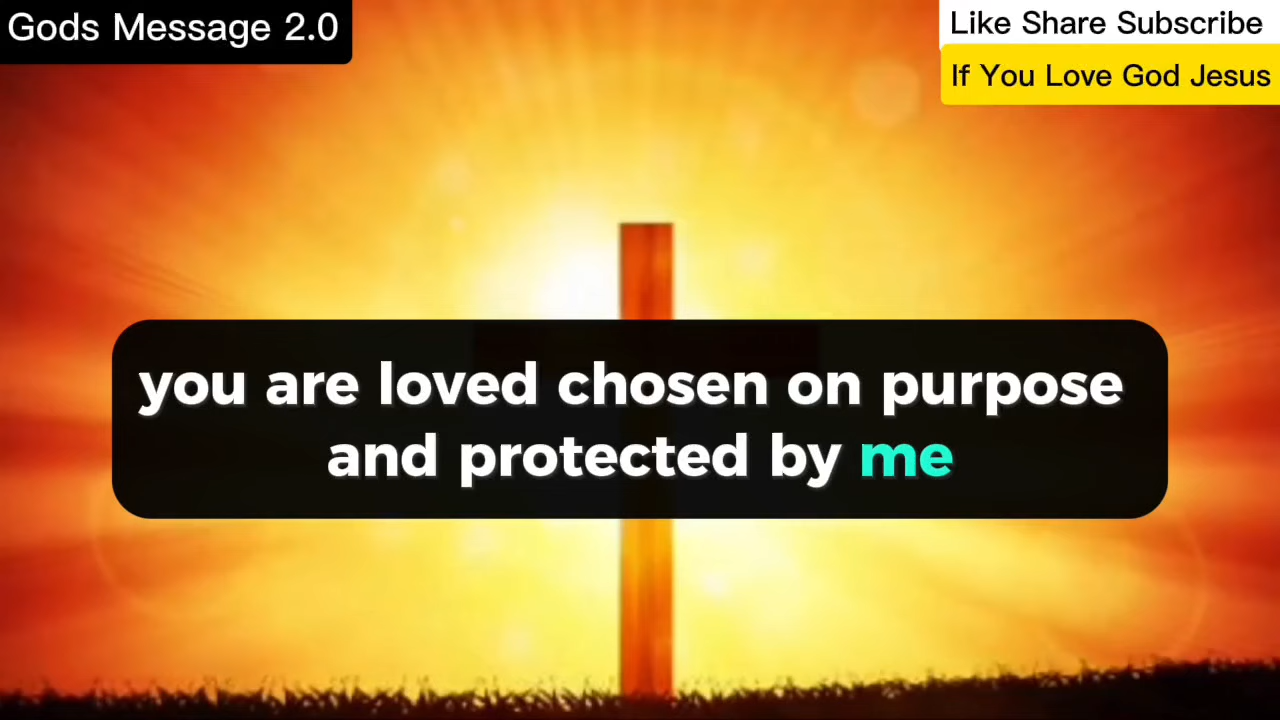 Gods Message 2.0
Like Share Subscribe
If You Love God Jesus
you are loved chosen on purpose
and protected by me